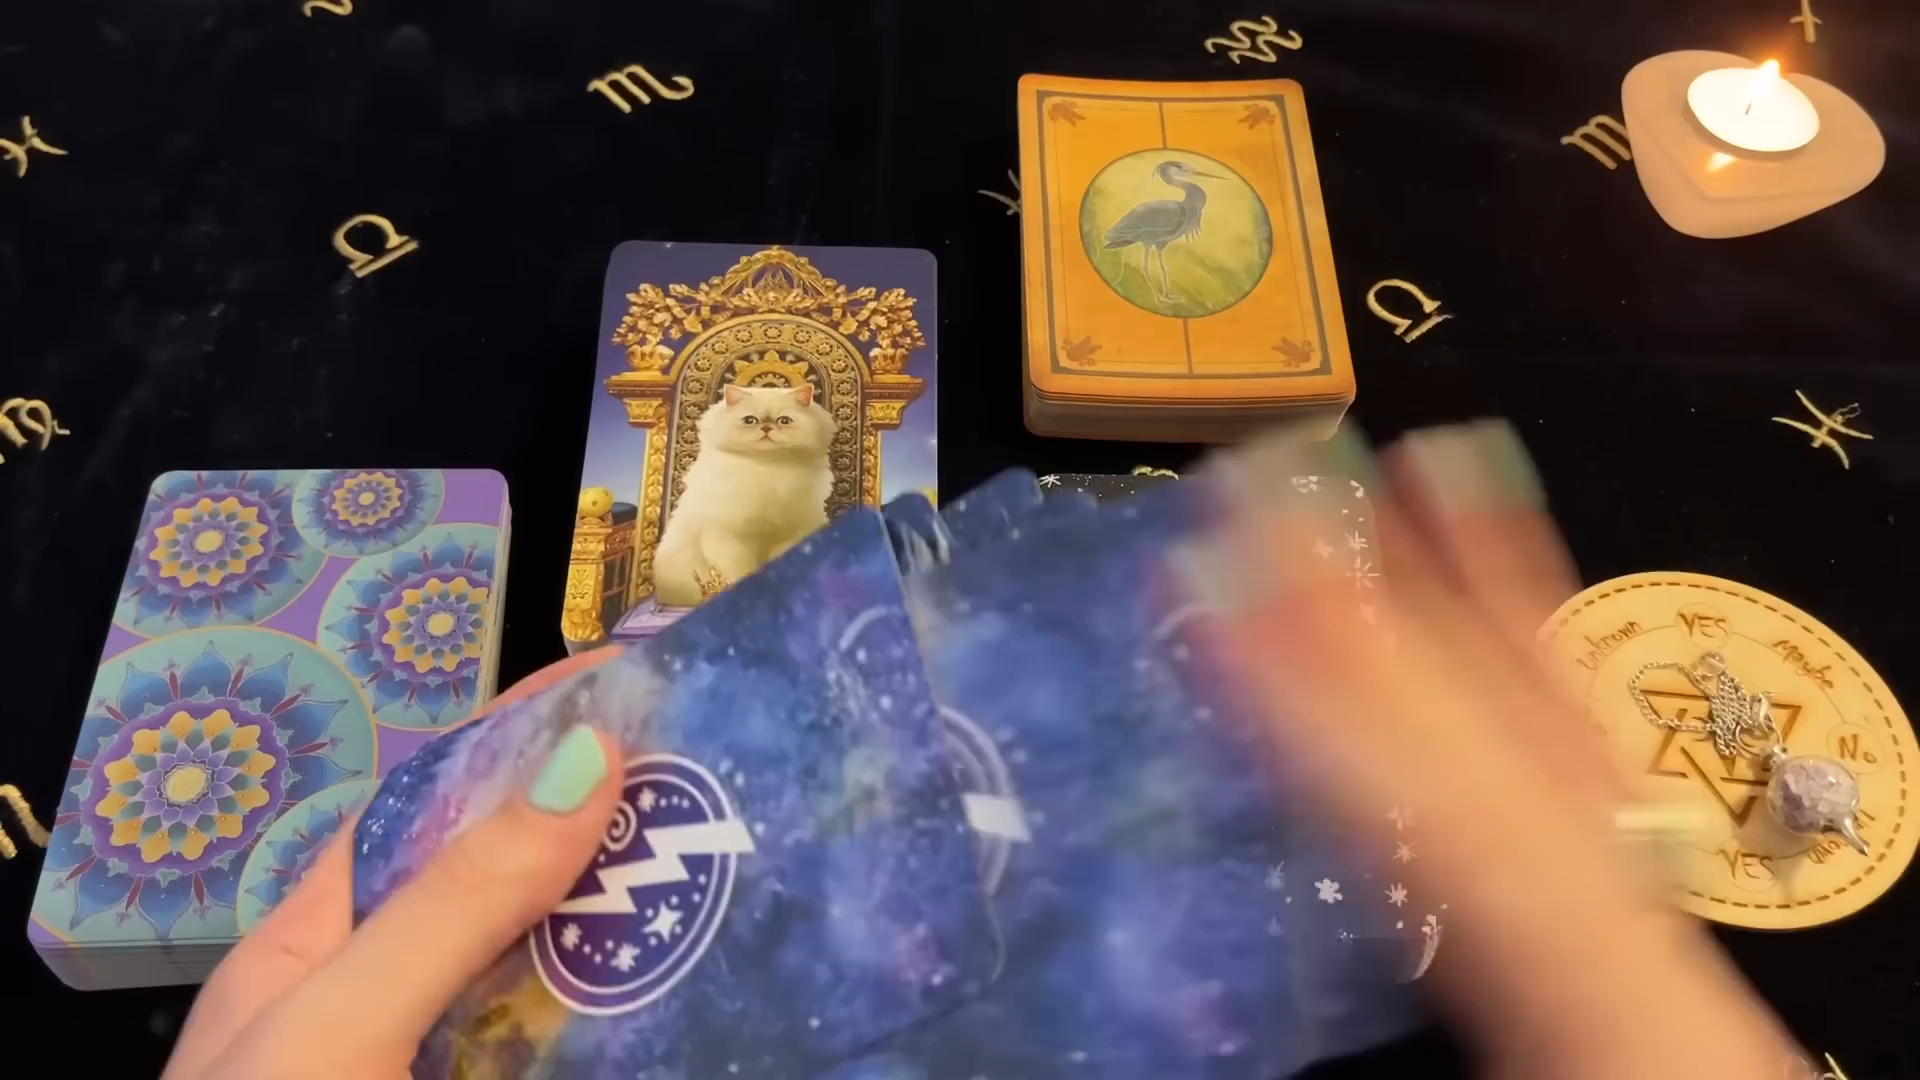 Unknown
YES
Maybe
No
YES